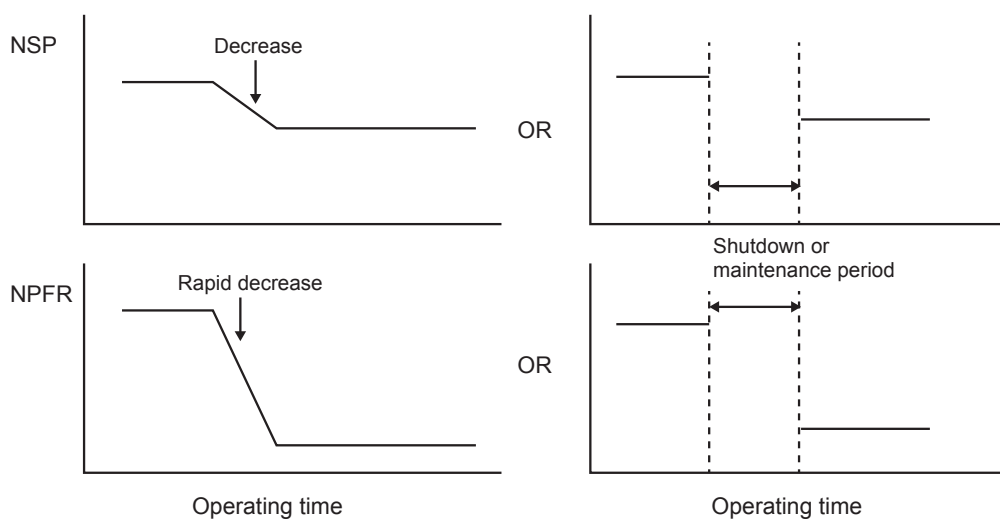 NSP
Decrease
OR
Shutdown or
maintenance period
NPFR
Rapid decrease
OR
Operating time
Operating time